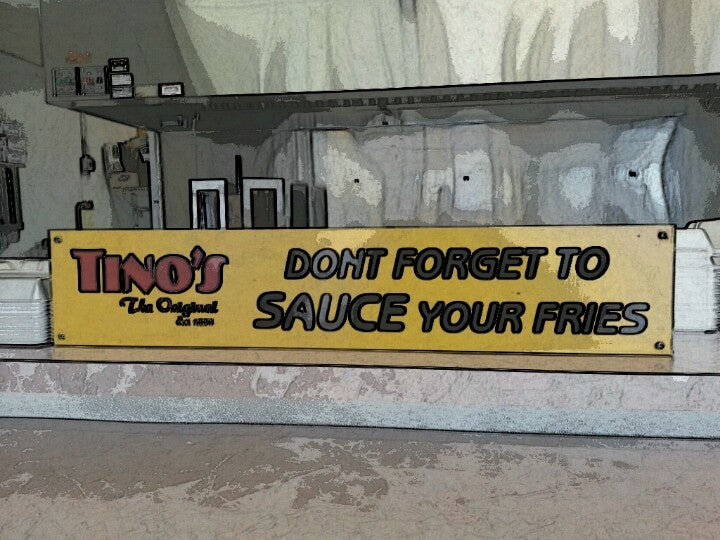 TINO'S
The Original
DONT FORGET TO
SAUCE YOUR FRIES